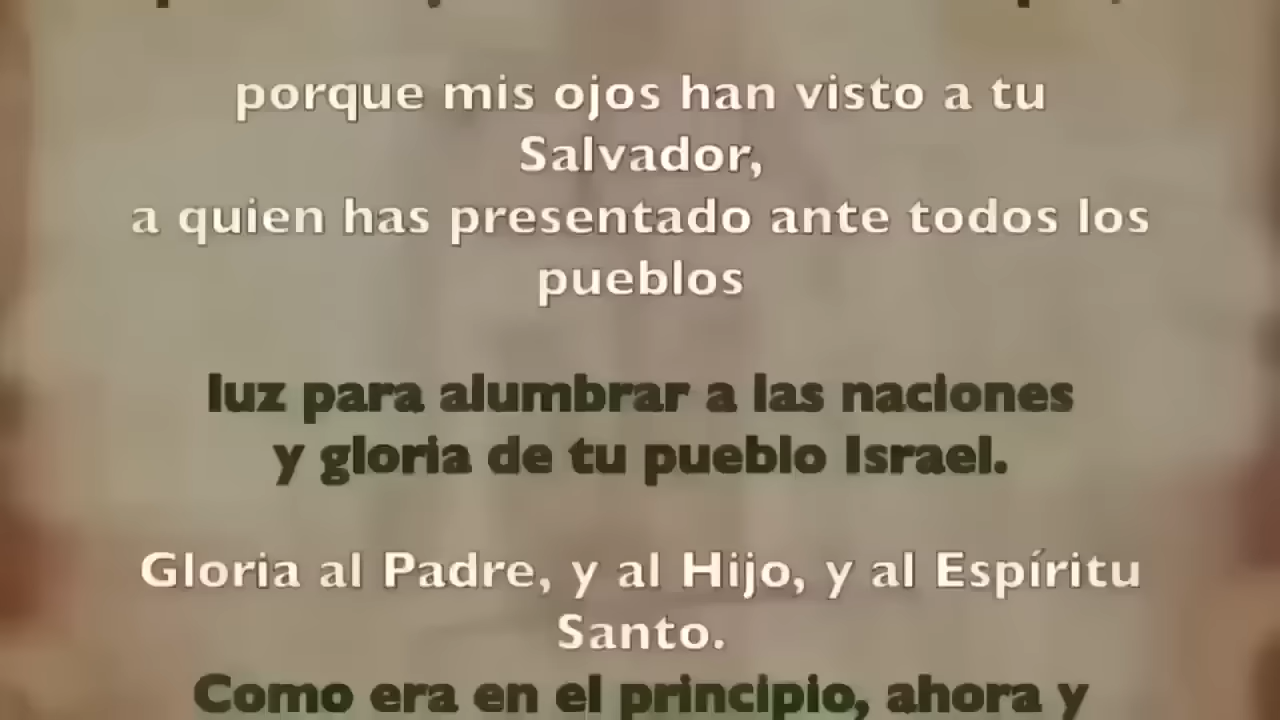 porque mis ojos han visto a tu
Salvador,
a quien has presentado ante todos los
pueblos
luz para alumbrar a las naciones
y gloria de tu pueblo Israel.
Gloria al Padre, y al Hijo, y al Espíritu
Santo.
Como era en el principio, ahora y